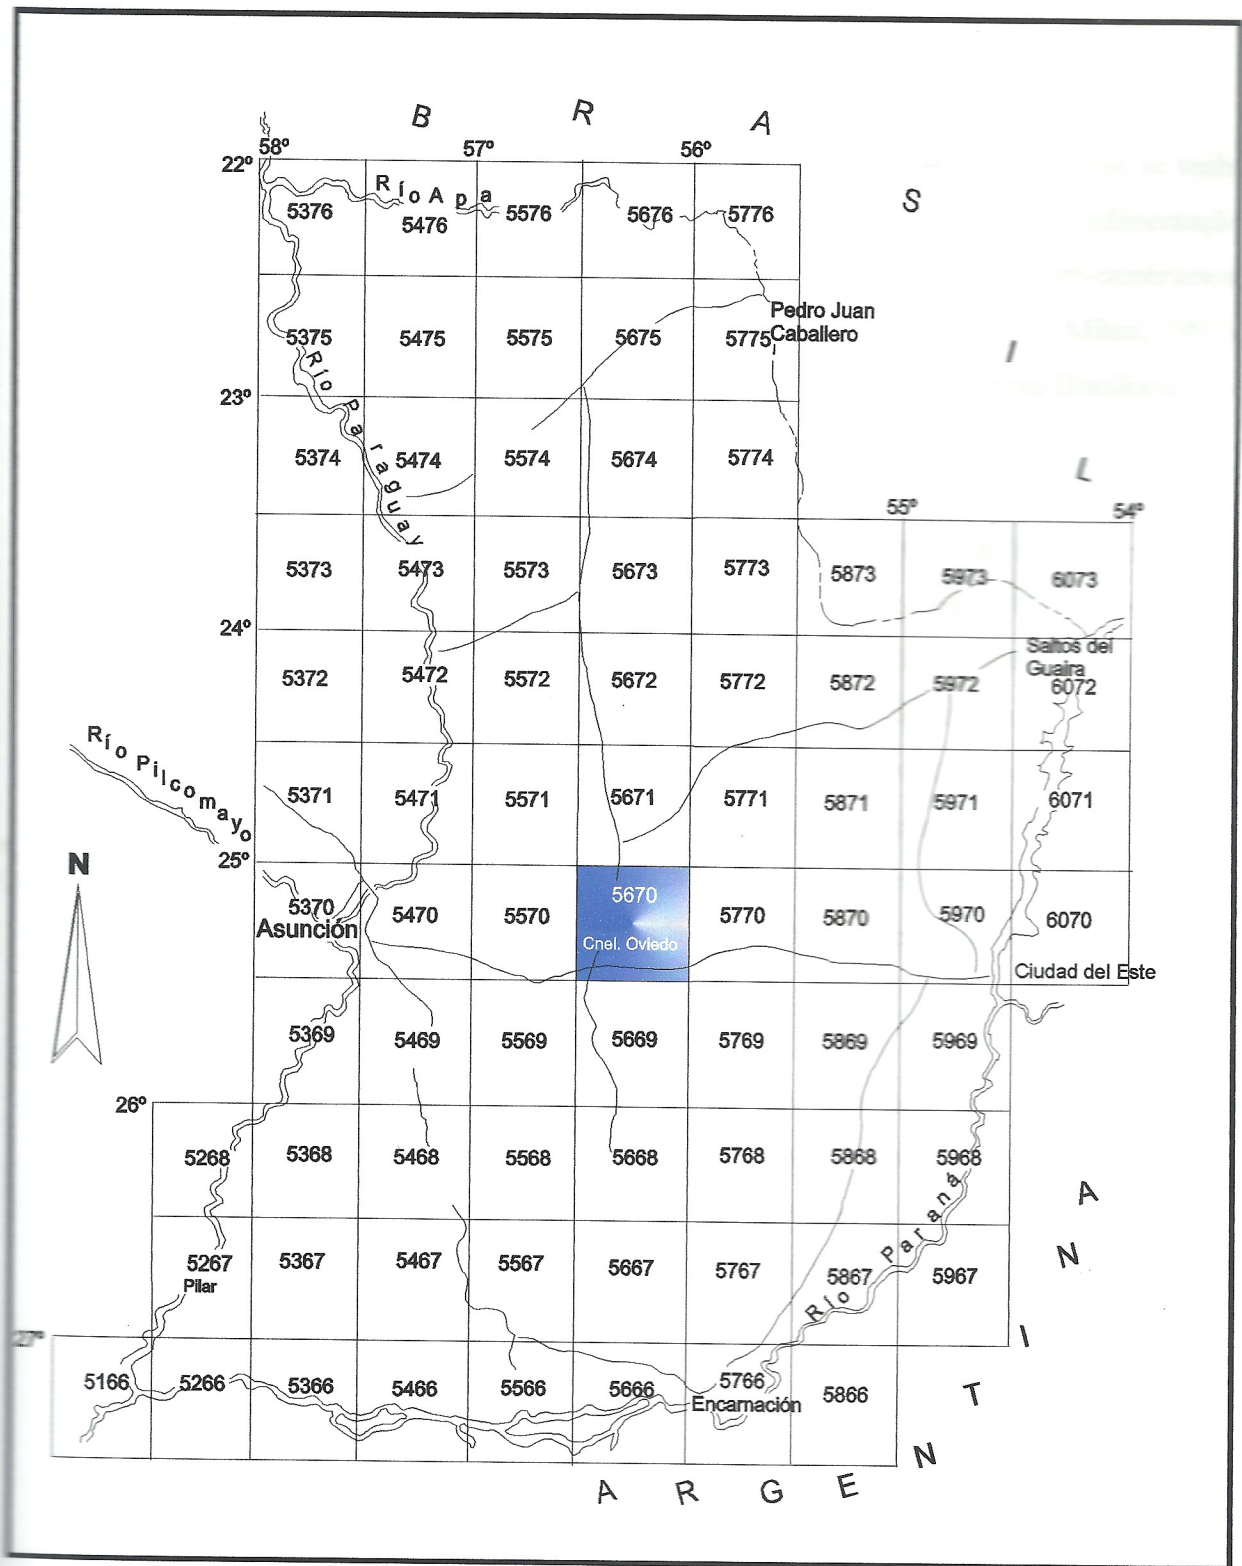 B R A
58º 57º 56º
22º
Río Apa
S
5376 5476 5576 5676 5776
Pedro Juan
Caballero
5375 5475 5575 5675 5775
I
Río Paraguay
23º
5374 5474 5574 5674 5774
L
55º 54º
5373 5473 5573 5673 5773 5873 5973 6073
24º
Saltos del
Guaira
5372 5472 5572 5672 5772 5872 5972 6072
Río Pilcomayo
5371 5471 5571 5671 5771 5871 5971 6071
N
25º
5370 5470 5570 5670 5770 5870 5970 6070
Asunción
Cnel. Oviedo
Ciudad del Este
5369 5469 5569 5669 5769 5869 5969
26º
5268 5368 5468 5568 5668 5768 5868 5968
Río Paraná
5267 5367 5467 5567 5667 5767 5867 5967
Pilar
27º
5166 5266 5366 5466 5566 5666 5766 5866
Encarnación
A R G E N T I N A